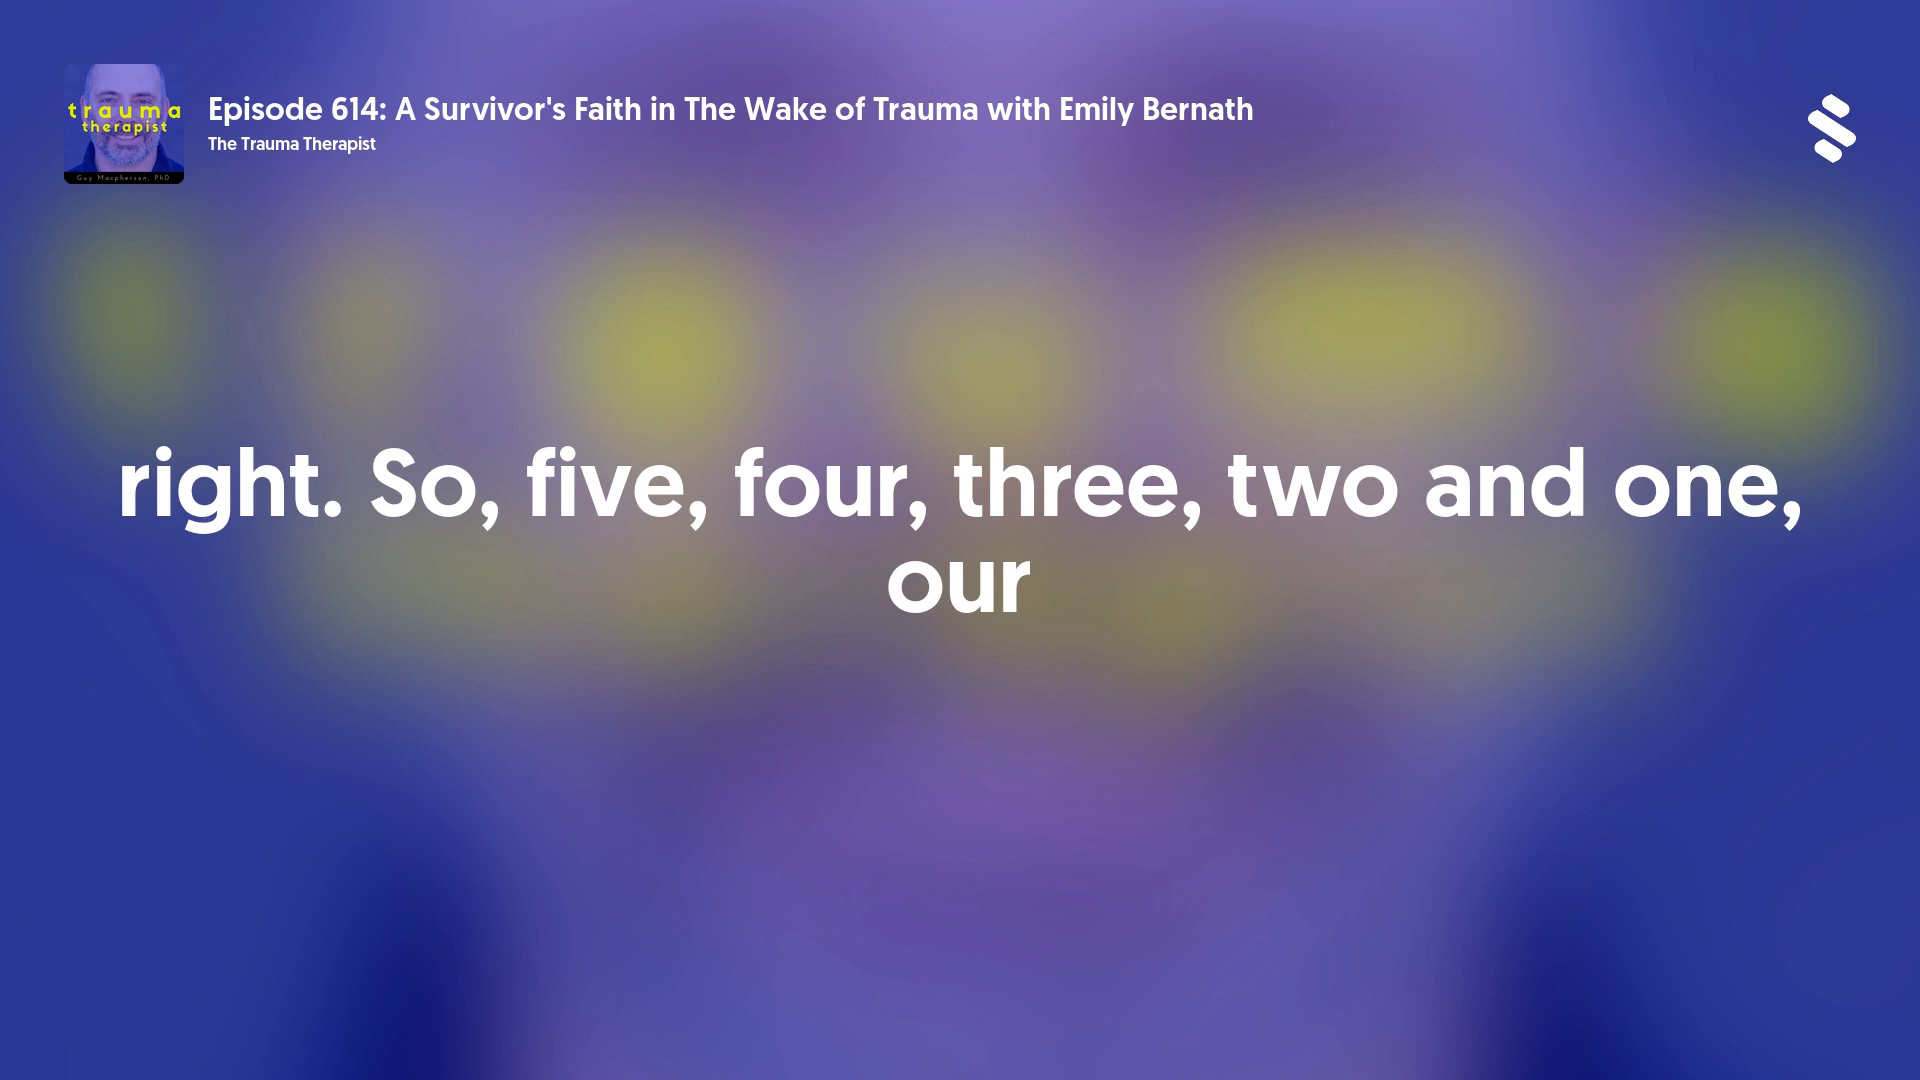 trauma
therapist
Guy Macpherson, PhD
Episode 614: A Survivor's Faith in The Wake of Trauma with Emily Bernath
The Trauma Therapist
right. So, five, four, three, two and one,
our